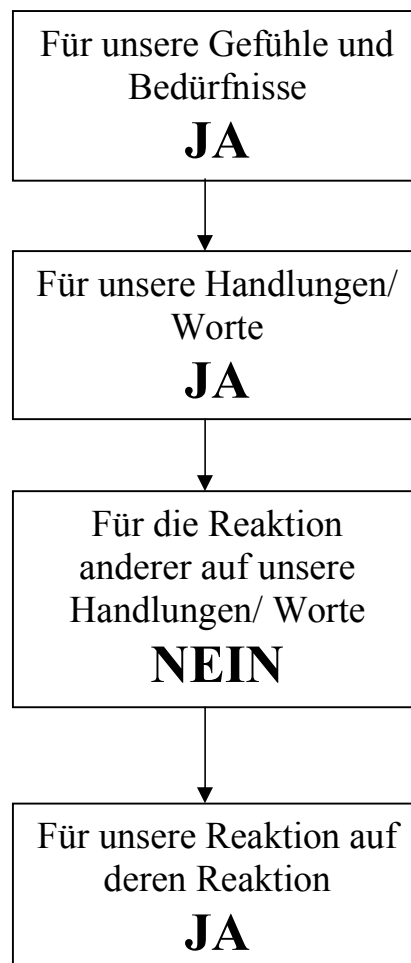 Für unsere Gefühle und
Bedürfnisse
JA
Für unsere Handlungen/
Worte
JA
Für die Reaktion
anderer auf unsere
Handlungen/ Worte
NEIN
Für unsere Reaktion auf
deren Reaktion
JA